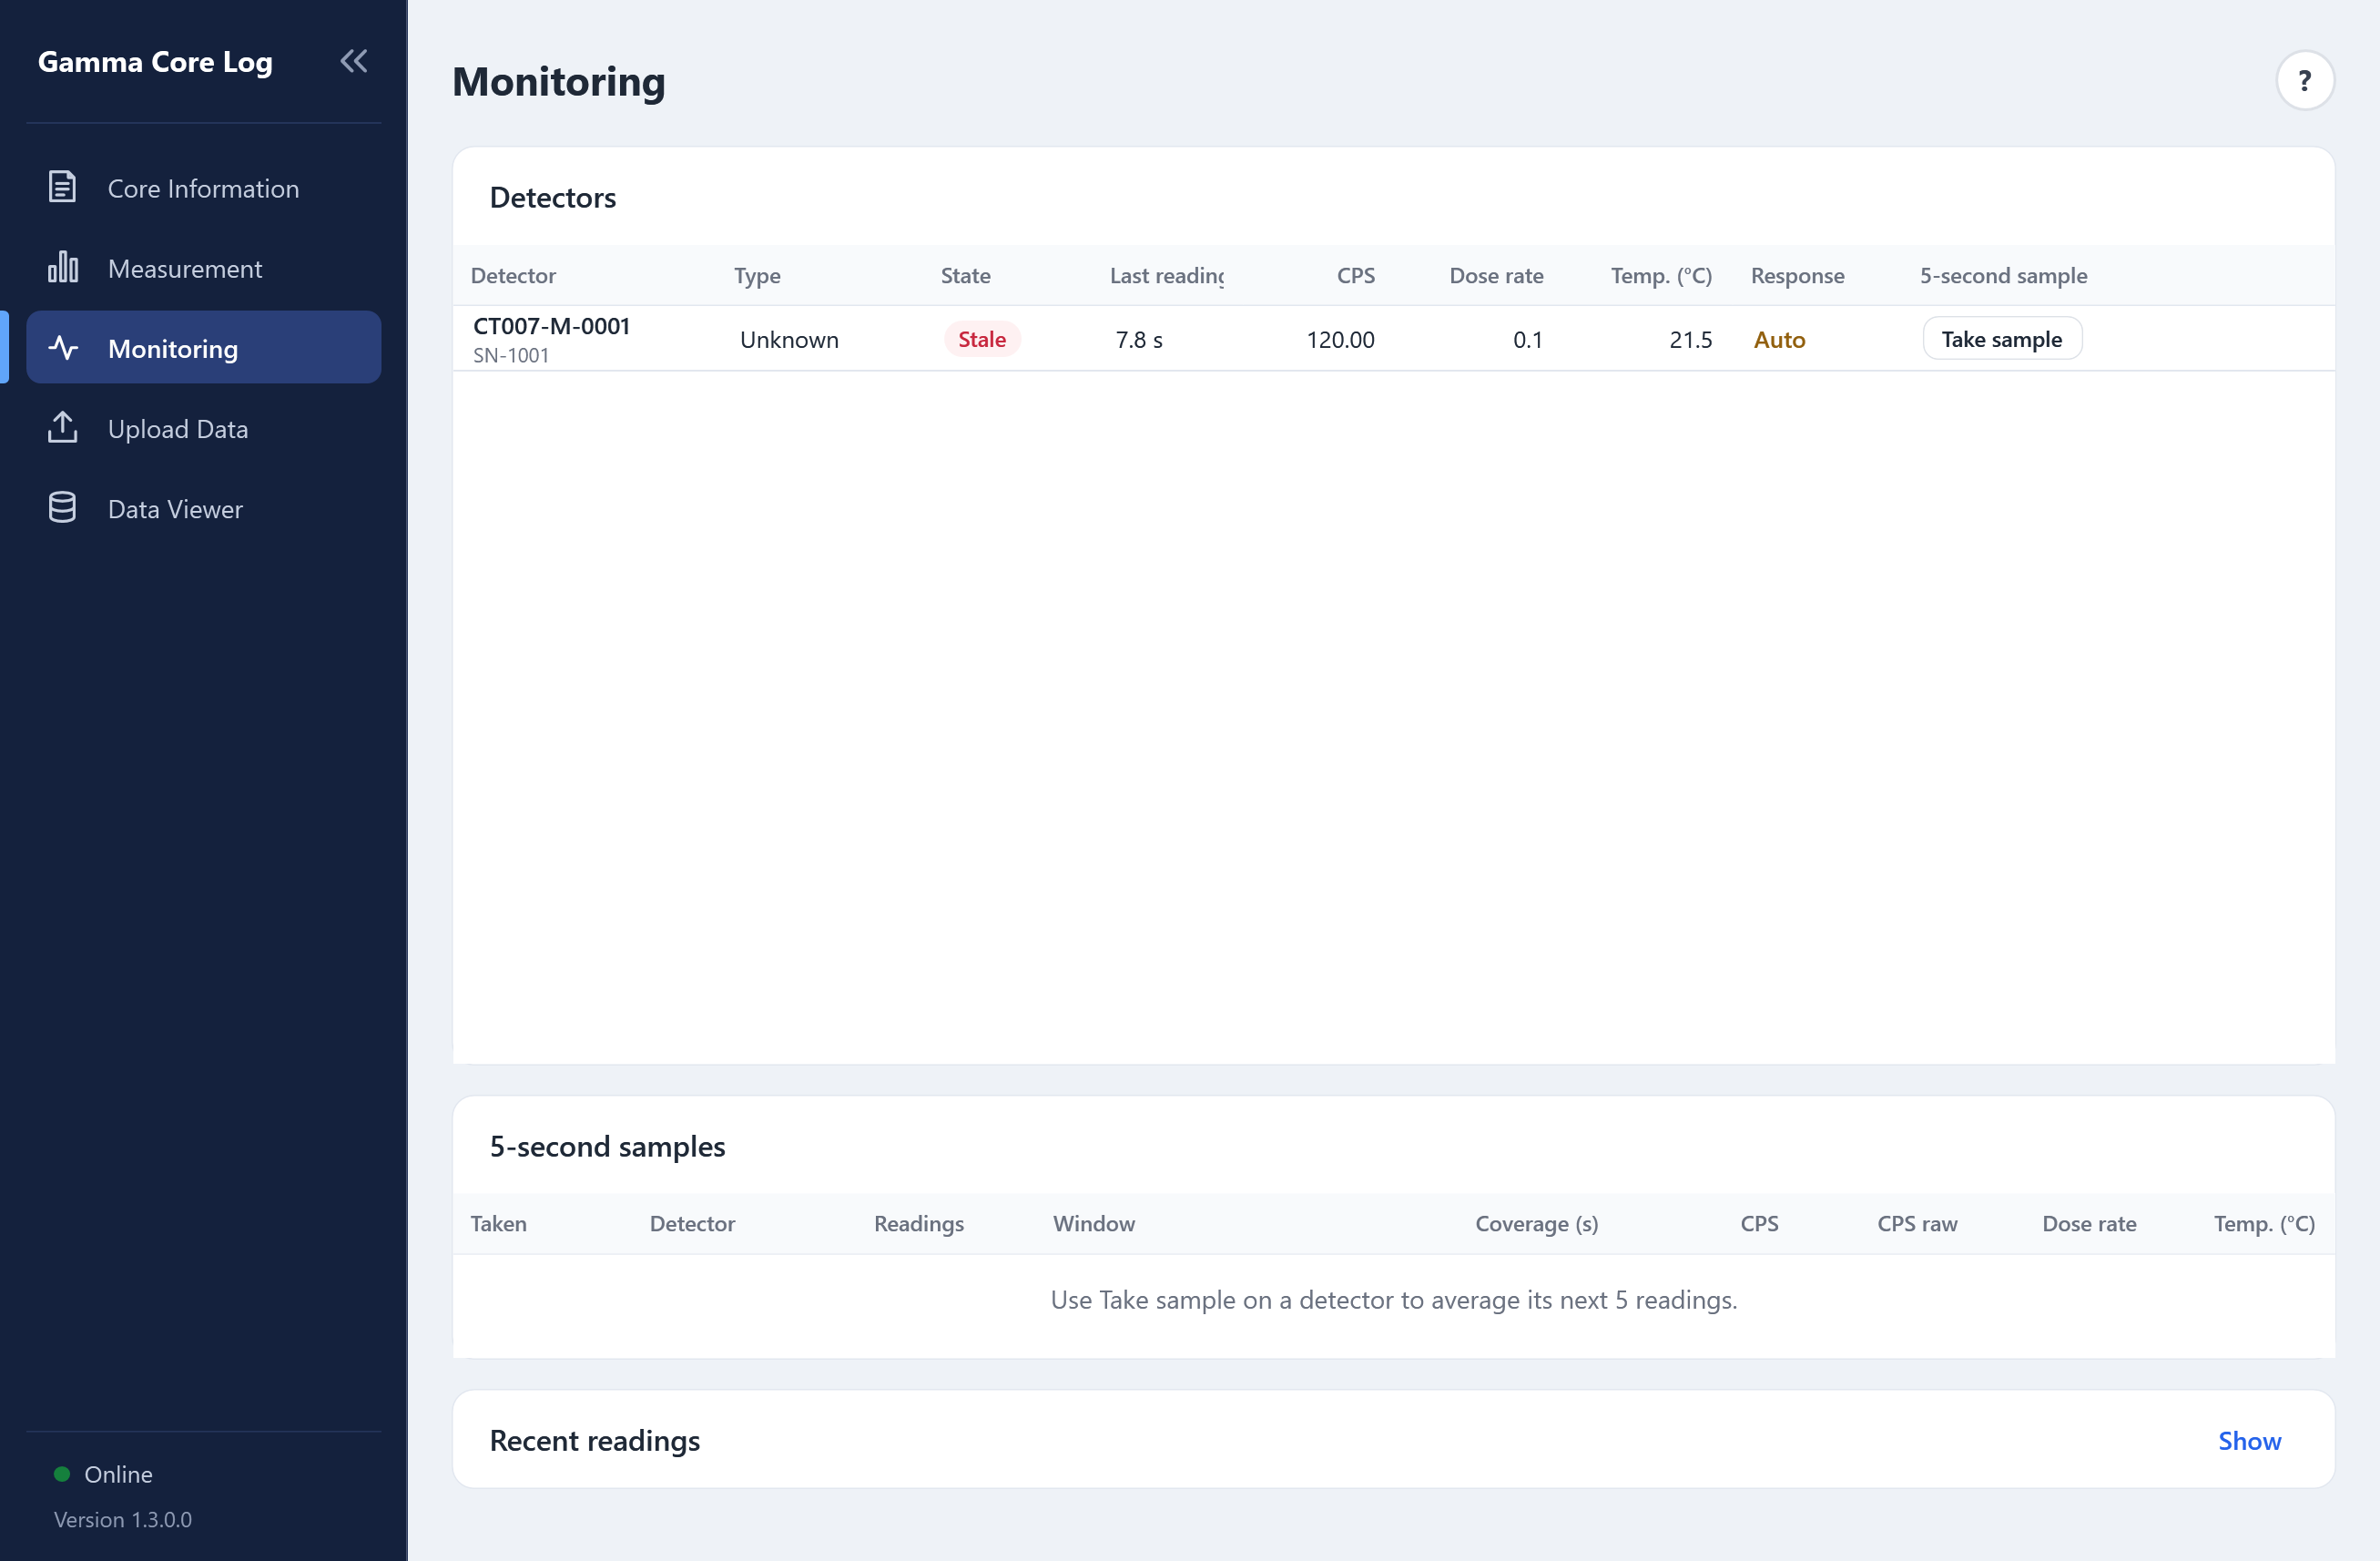 Gamma Core Log
Core Information
Measurement
Monitoring
Upload Data
Data Viewer
Online
Version 1.3.0.0
Monitoring
?
Detectors
Detector Type State Last reading CPS Dose rate Temp. (°C) Response 5-second sample
CT007-M-0001
SN-1001
Unknown Stale 7.8 s 120.00 0.1 21.5 Auto Take sample
5-second samples
Taken Detector Readings Window Coverage (s) CPS CPS raw Dose rate Temp. (°C)
Use Take sample on a detector to average its next 5 readings.
Recent readings Show